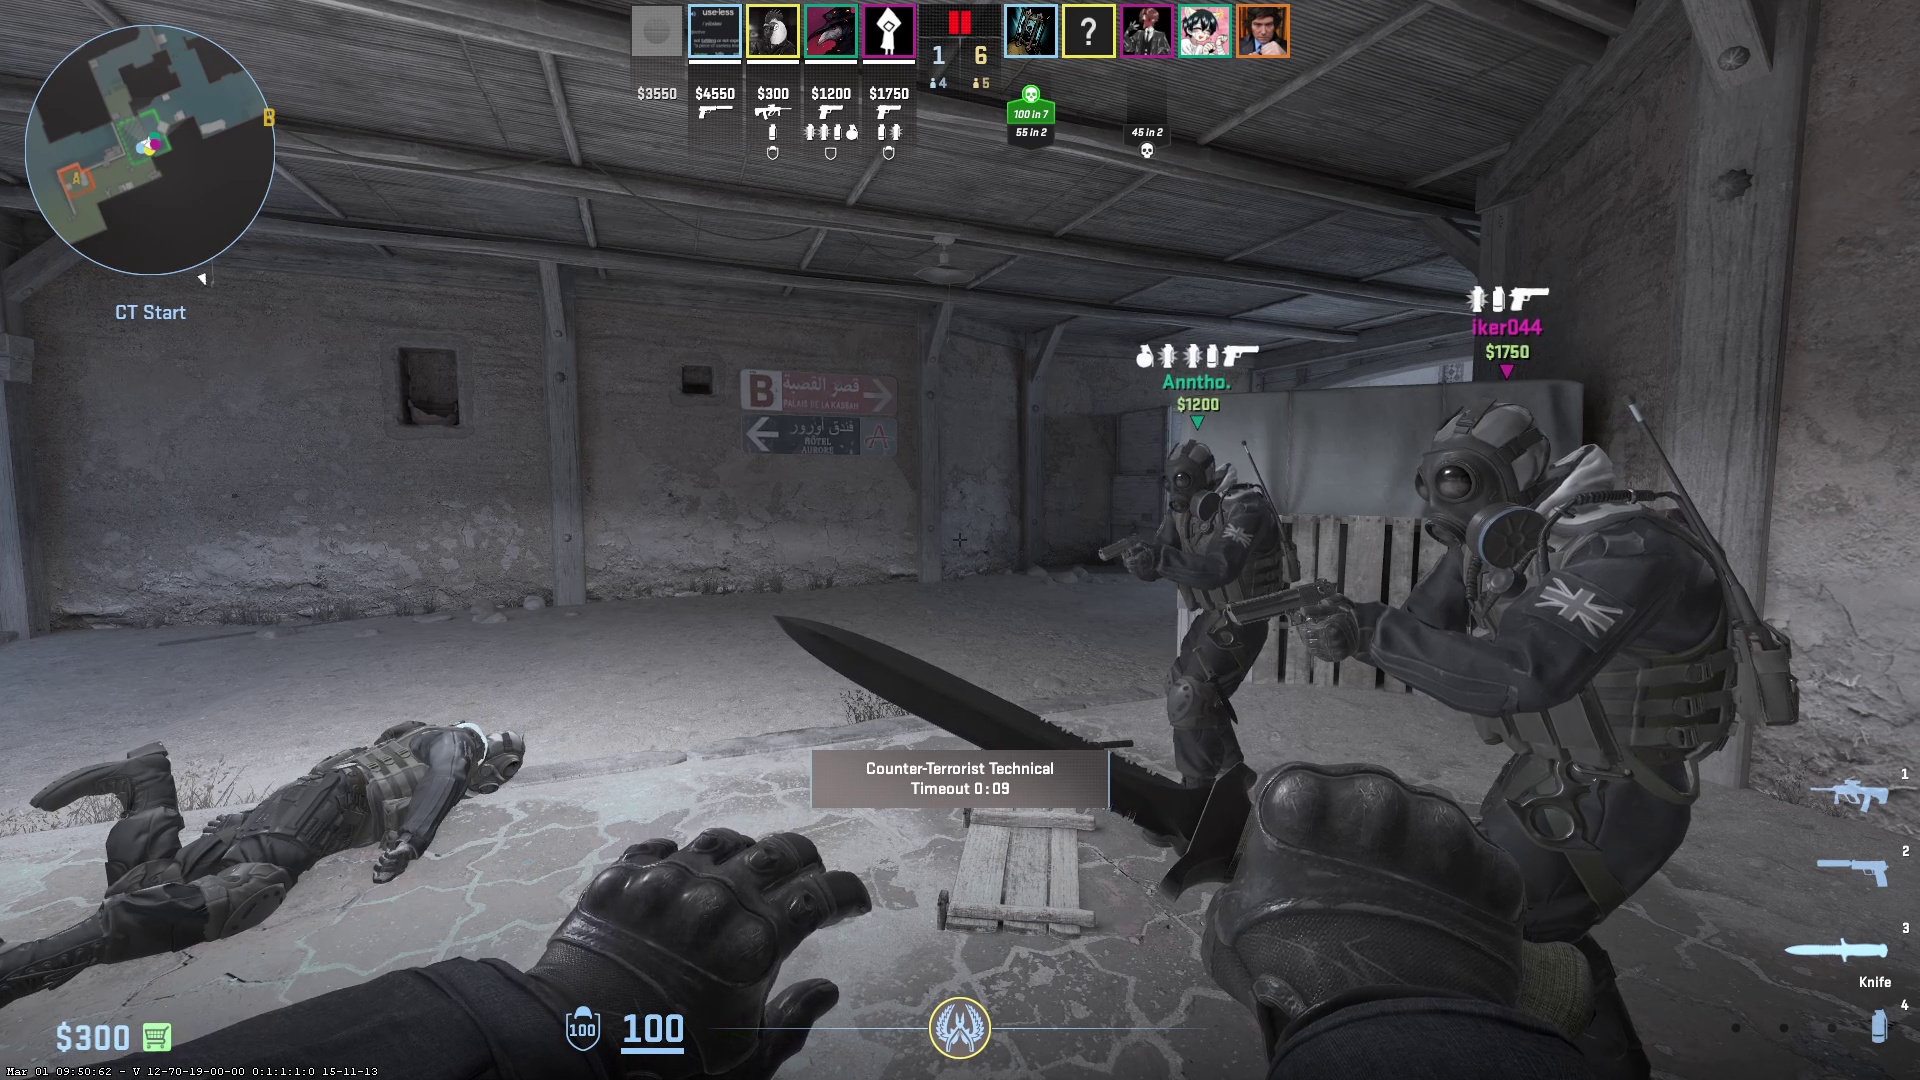 use-less
$3550
$4550
$300
$1200
$1750
1
6
4
5
?
100 in 7
55 in 2
45 in 2
B
A
CT Start
iker044
$1750
Anntho.
$1200
B
قصر القصبة
PALAIS DE LA KASBAH
فندق أورور
HÔTEL
AURORE
A
Counter-Terrorist Technical
Timeout 0:09
1
2
3
Knife
4
$300
100
100
Mar 01 09:50:62 - V 12-70-19-00-00 0:1:1:1:0 15-11-13